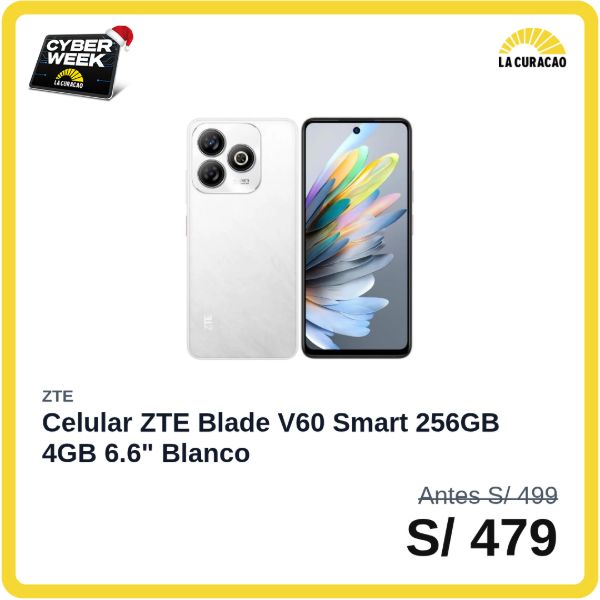 CYBER
WEEK
LA CURACAO
LA CURACAO
ZTE
ZTE
Celular ZTE Blade V60 Smart 256GB
4GB 6.6" Blanco
Antes S/ 499
S/ 479